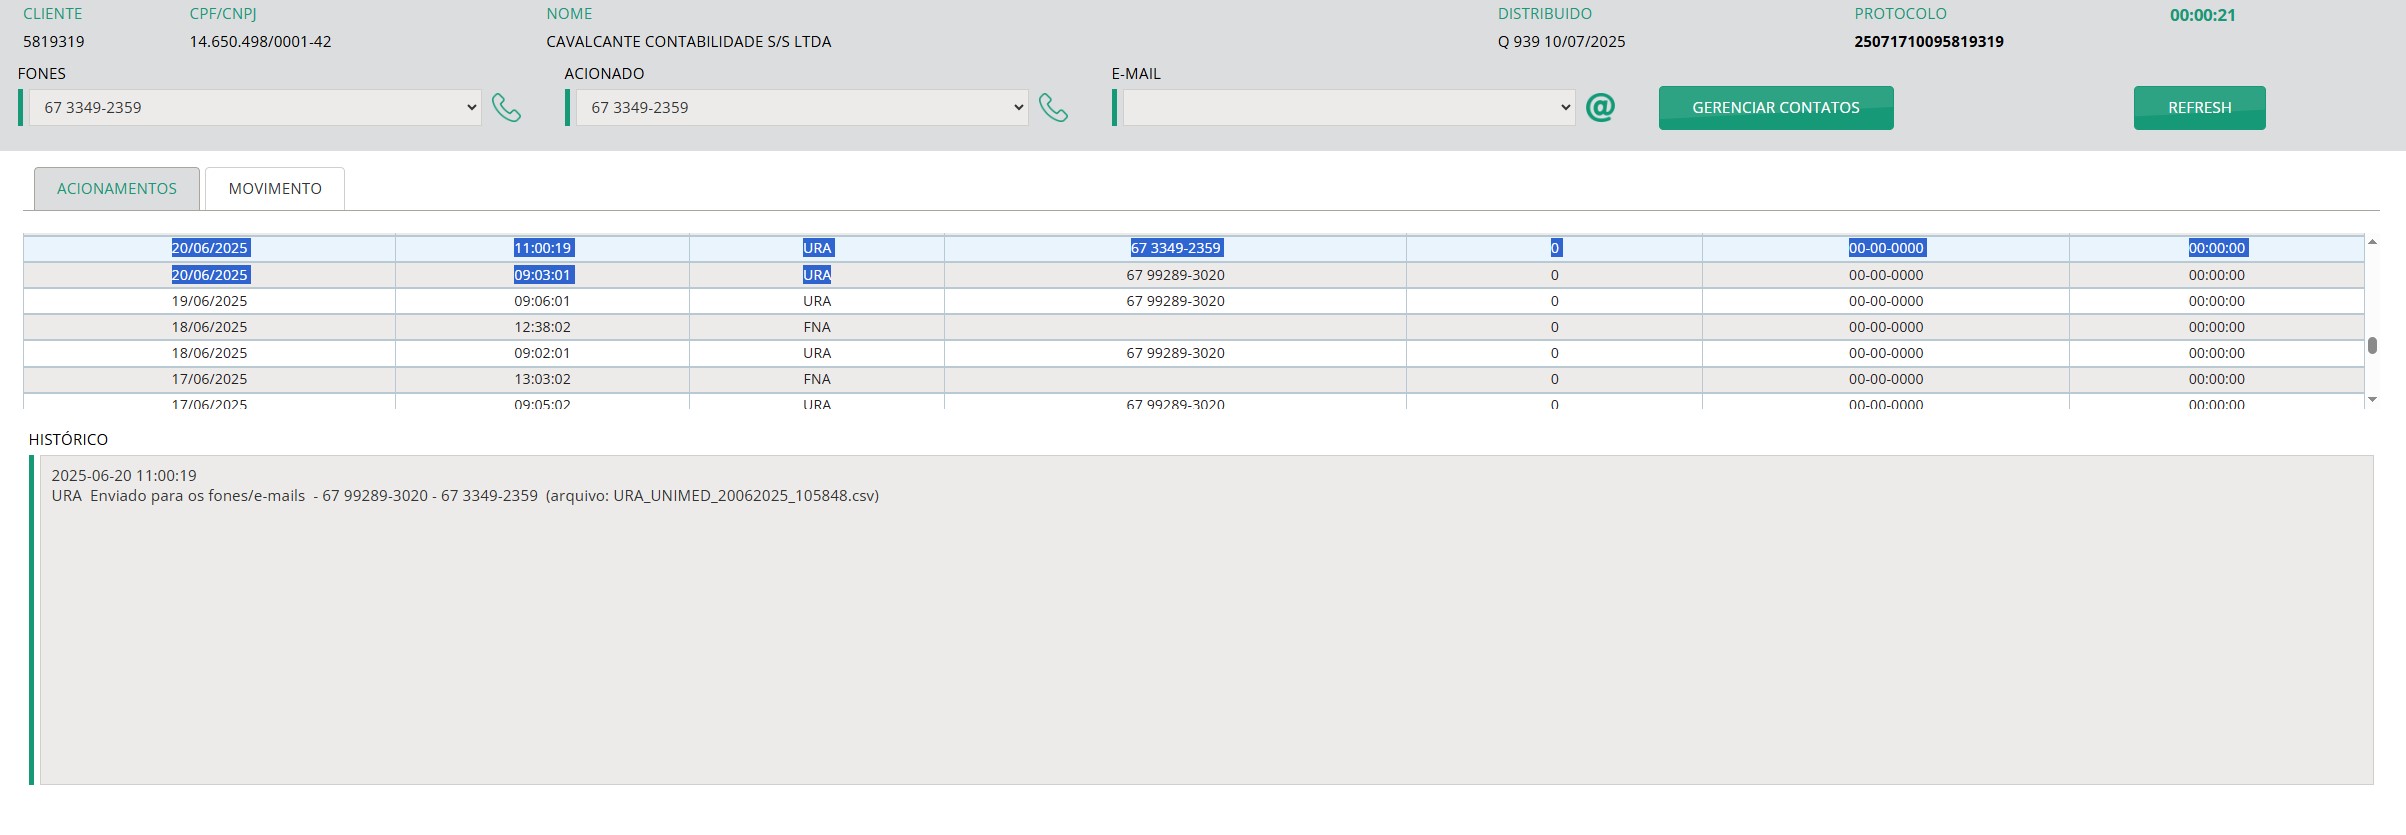 CLIENTE CPF/CNPJ NOME DISTRIBUIDO PROTOCOLO 00:00:21
5819319 14.650.498/0001-42 CAVALCANTE CONTABILIDADE S/S LTDA Q 939 10/07/2025 25071710095819319
FONES ACIONADO E-MAIL
67 3349-2359 67 3349-2359 @ GERENCIAR CONTATOS REFRESH
ACIONAMENTOS MOVIMENTO
20/06/2025 11:00:19 URA 67 3349-2359 0 00-00-0000 00:00:00
20/06/2025 09:03:01 URA 67 99289-3020 0 00-00-0000 00:00:00
19/06/2025 09:06:01 URA 67 99289-3020 0 00-00-0000 00:00:00
18/06/2025 12:38:02 FNA 0 00-00-0000 00:00:00
18/06/2025 09:02:01 URA 67 99289-3020 0 00-00-0000 00:00:00
17/06/2025 13:03:02 FNA 0 00-00-0000 00:00:00
17/06/2025 09:05:02 URA 67 99289-3020 0 00-00-0000 00:00:00
HISTÓRICO
2025-06-20 11:00:19
URA Enviado para os fones/e-mails - 67 99289-3020 - 67 3349-2359 (arquivo: URA_UNIMED_20062025_105848.csv)